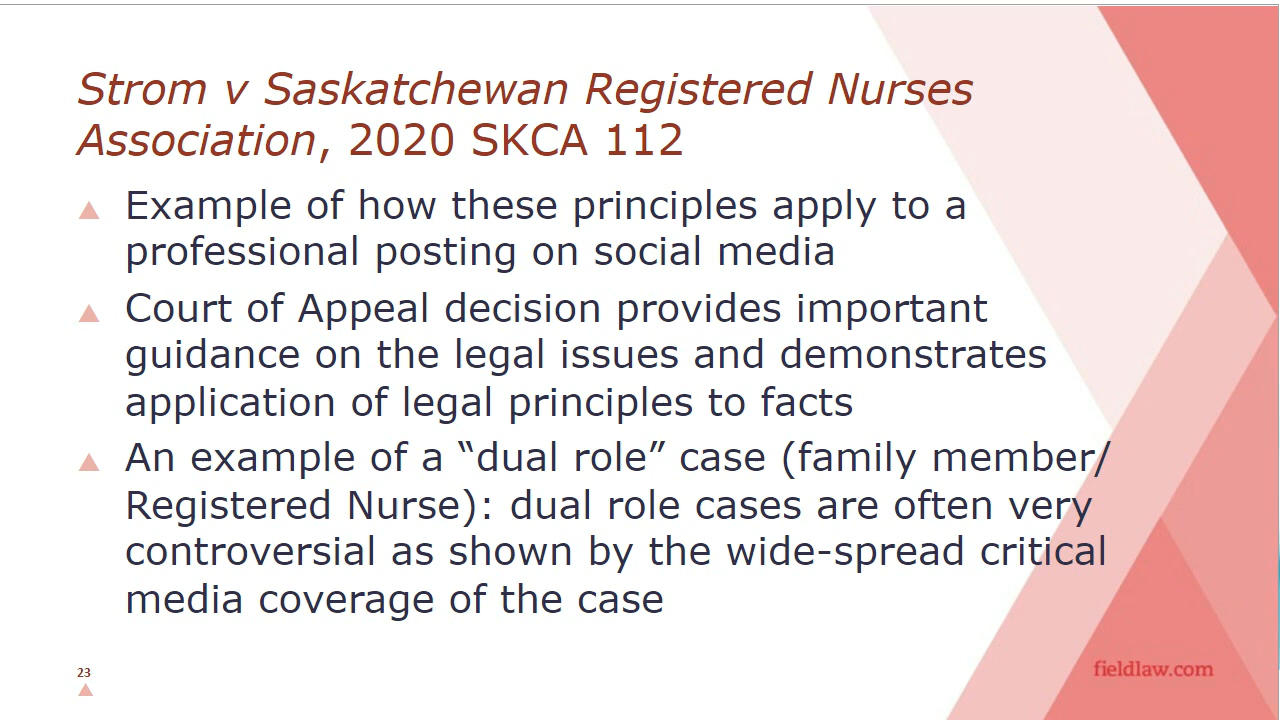 Strom v Saskatchewan Registered Nurses
Association, 2020 SKCA 112
Example of how these principles apply to a
professional posting on social media
Court of Appeal decision provides important
guidance on the legal issues and demonstrates
application of legal principles to facts
An example of a “dual role” case (family member/
Registered Nurse): dual role cases are often very
controversial as shown by the wide-spread critical
media coverage of the case
23
fieldlaw.com